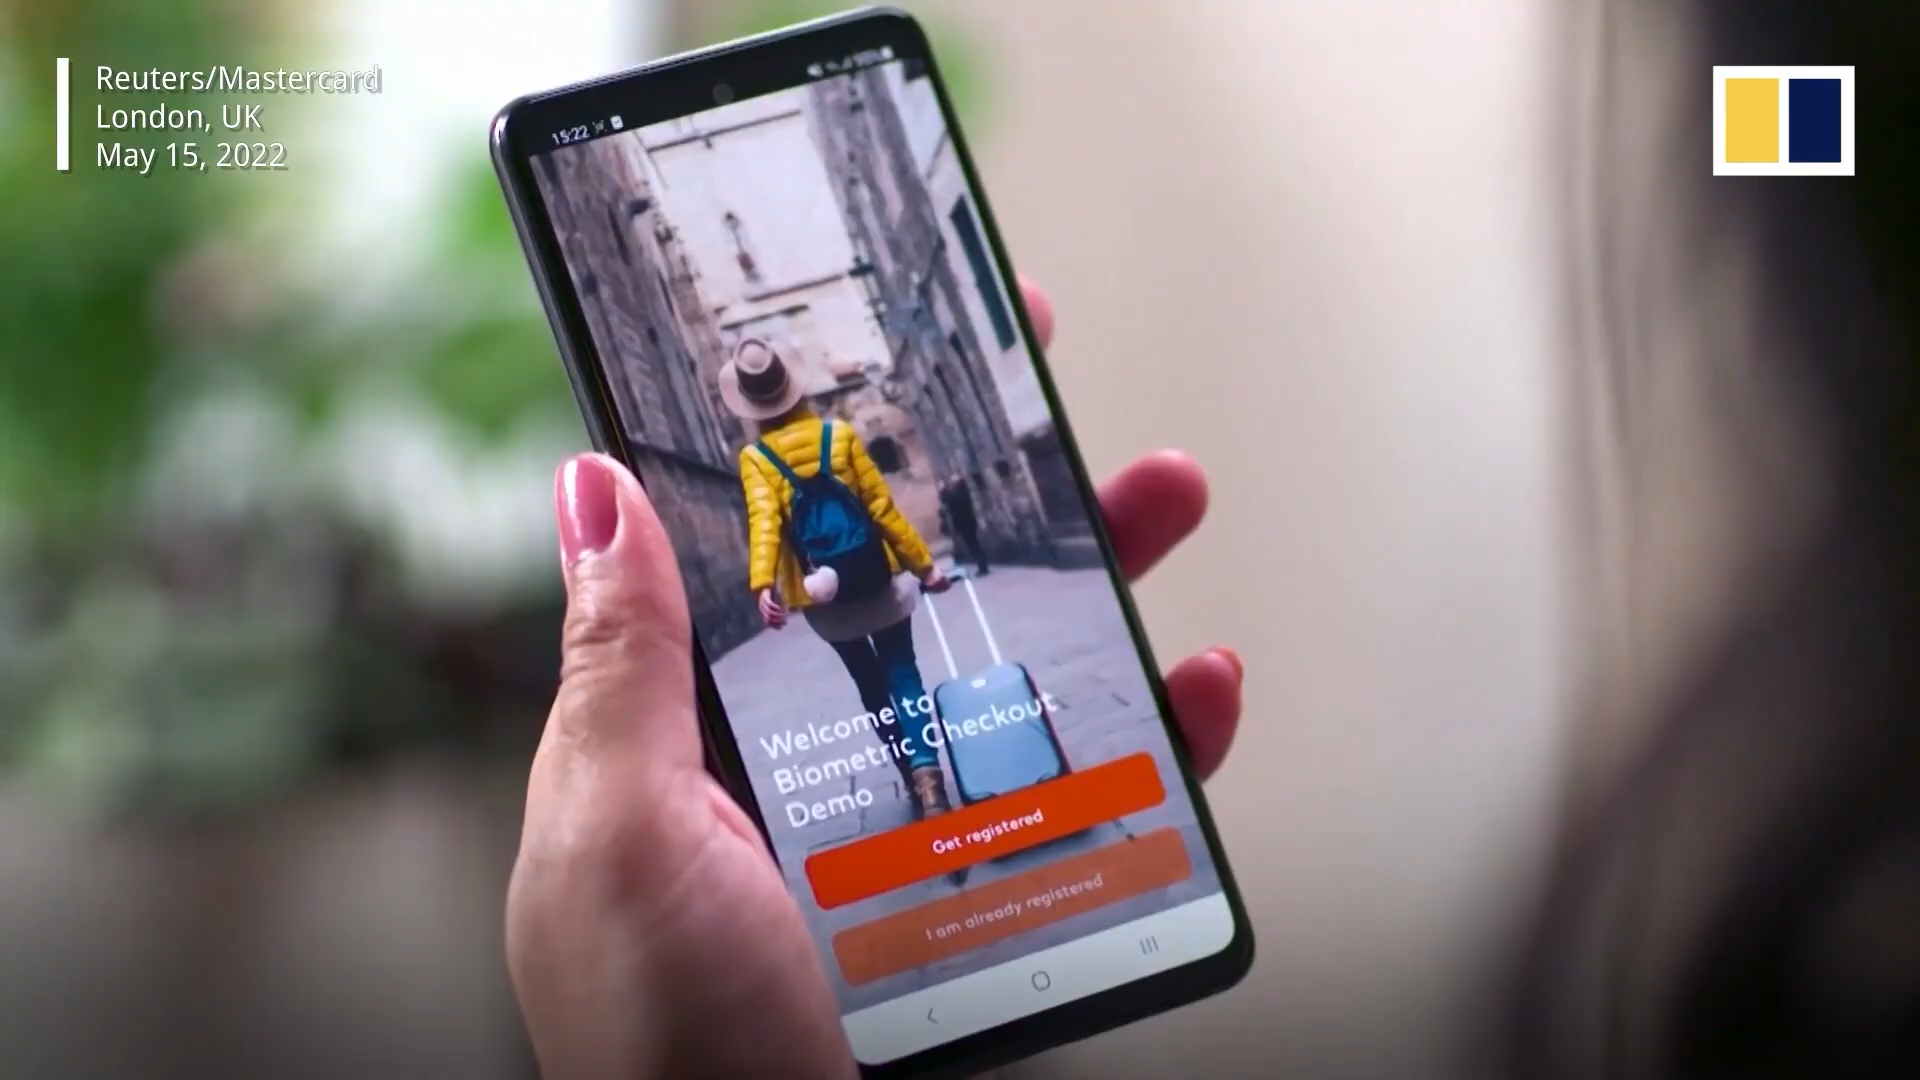 Reuters/Mastercard
London, UK
May 15, 2022
15:22
Welcome to
Biometric Checkout
Demo
Get registered
I am already registered